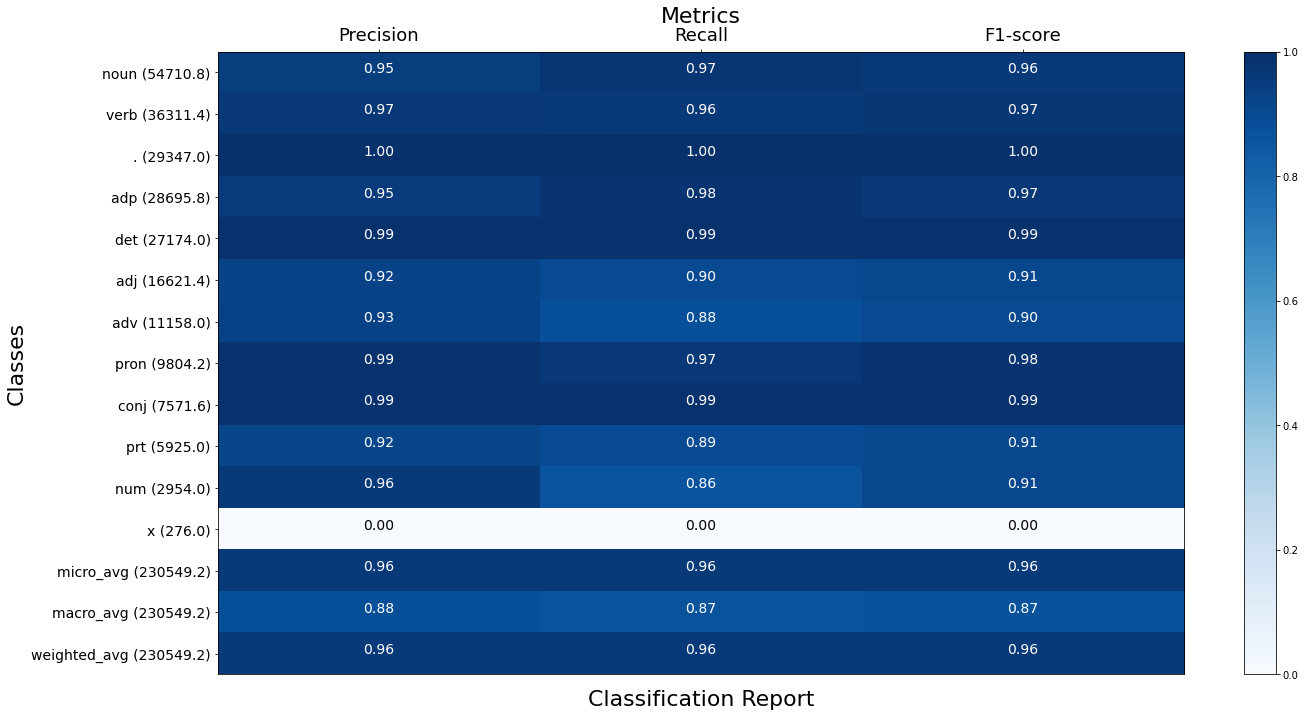 Metrics
Precision Recall F1-score
noun (54710.8) 0.95 0.97 0.96
verb (36311.4) 0.97 0.96 0.97
. (29347.0) 1.00 1.00 1.00
adp (28695.8) 0.95 0.98 0.97
det (27174.0) 0.99 0.99 0.99
adj (16621.4) 0.92 0.90 0.91
adv (11158.0) 0.93 0.88 0.90
pron (9804.2) 0.99 0.97 0.98
conj (7571.6) 0.99 0.99 0.99
prt (5925.0) 0.92 0.89 0.91
num (2954.0) 0.96 0.86 0.91
x (276.0) 0.00 0.00 0.00
micro_avg (230549.2) 0.96 0.96 0.96
macro_avg (230549.2) 0.88 0.87 0.87
weighted_avg (230549.2) 0.96 0.96 0.96
Classes
Classification Report
1.0
0.8
0.6
0.4
0.2
0.0